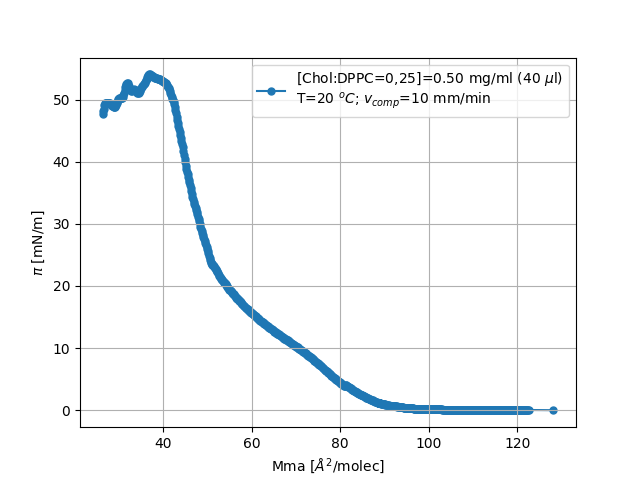 [Chol:DPPC=0,25]=0.50 mg/ml (40 μl)
T=20 °C; v_comp=10 mm/min
50
40
30
20
10
0
π [mN/m]
40 60 80 100 120
Mma [Å²/molec]